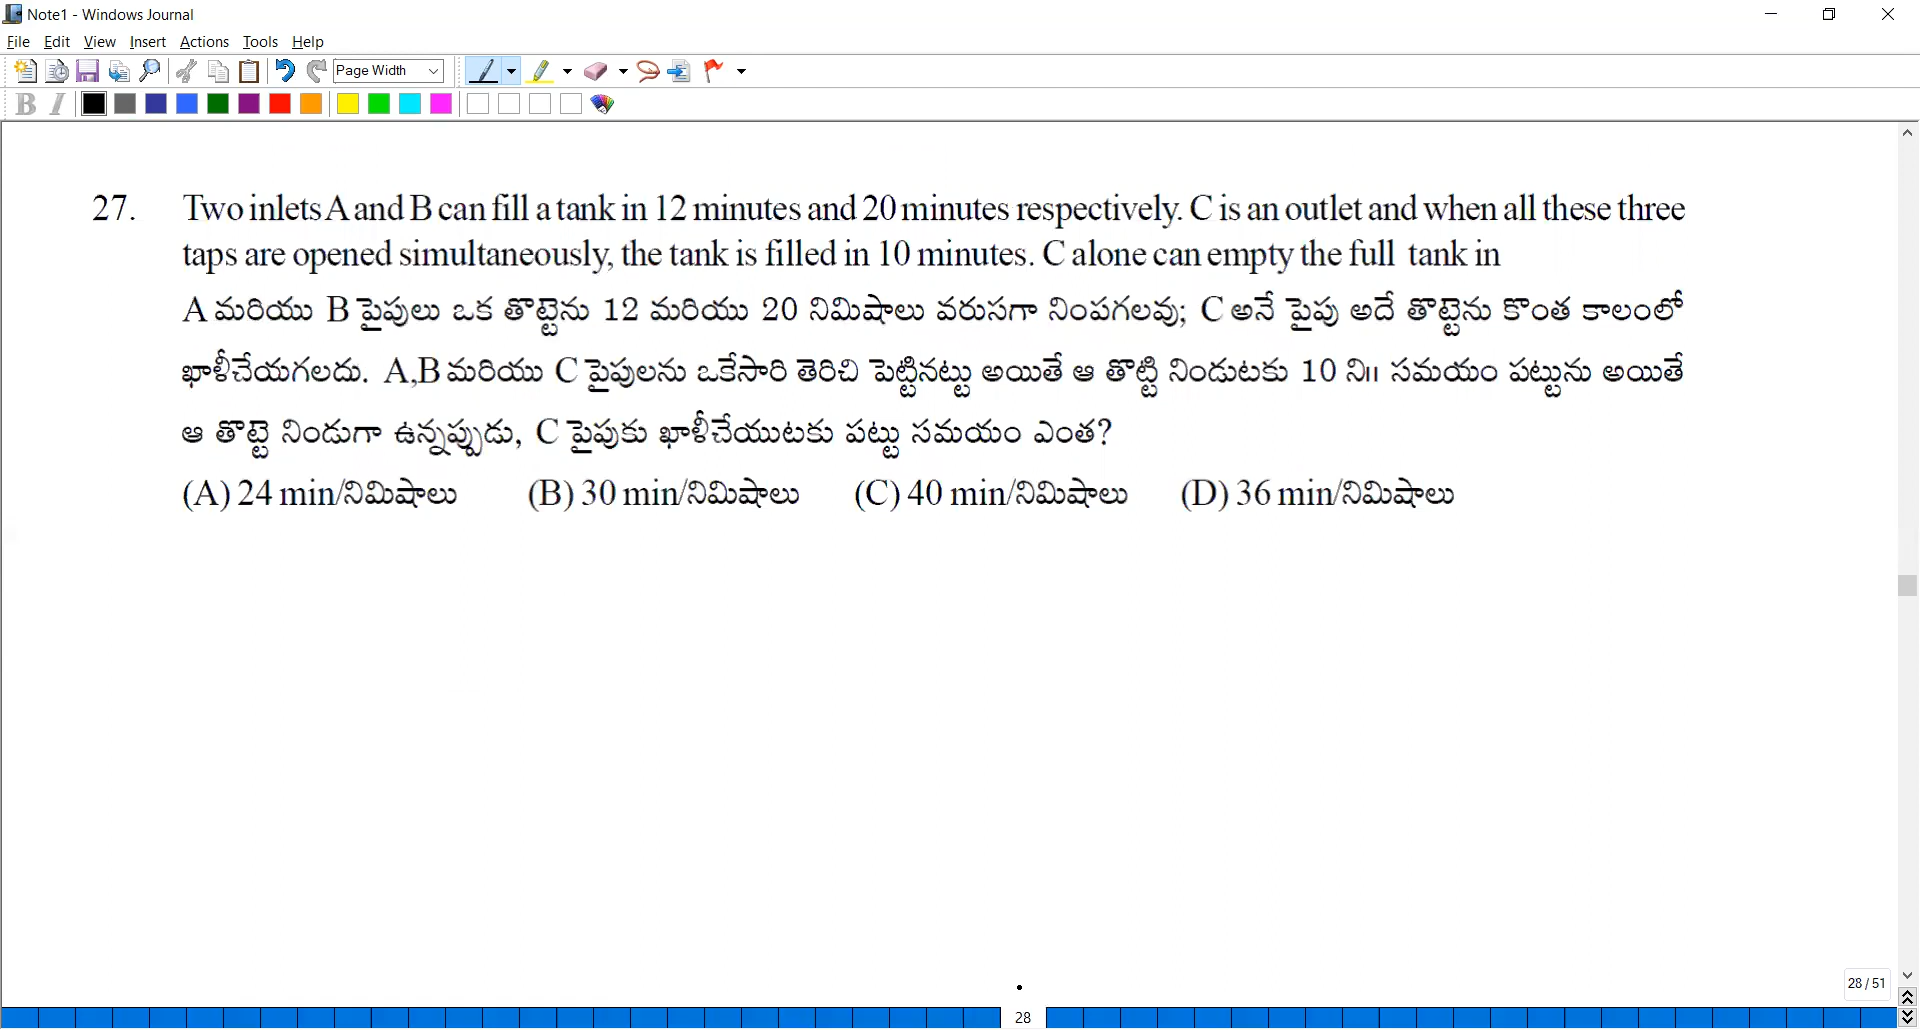 Note1 - Windows Journal
File Edit View Insert Actions Tools Help
Page Width
B I
27. Two inlets A and B can fill a tank in 12 minutes and 20 minutes respectively. C is an outlet and when all these three
taps are opened simultaneously, the tank is filled in 10 minutes. C alone can empty the full tank in
A మరియు B పైపులు ఒక తొట్టెను 12 మరియు 20 నిమిషాలు వరుసగా నింపగలవు; C అనే పైపు అదే తొట్టెను కొంత కాలంలో
ఖాళీచేయగలదు. A,B మరియు C పైపులను ఒకేసారి తెరిచి పెట్టినట్టు అయితే ఆ తొట్టి నిండుటకు 10 ని॥ సమయం పట్టును అయితే
ఆ తొట్టె నిండుగా ఉన్నప్పుడు, C పైపుకు ఖాళీచేయుటకు పట్టు సమయం ఎంత?
(A) 24 min/నిమిషాలు (B) 30 min/నిమిషాలు (C) 40 min/నిమిషాలు (D) 36 min/నిమిషాలు
28 / 51
28